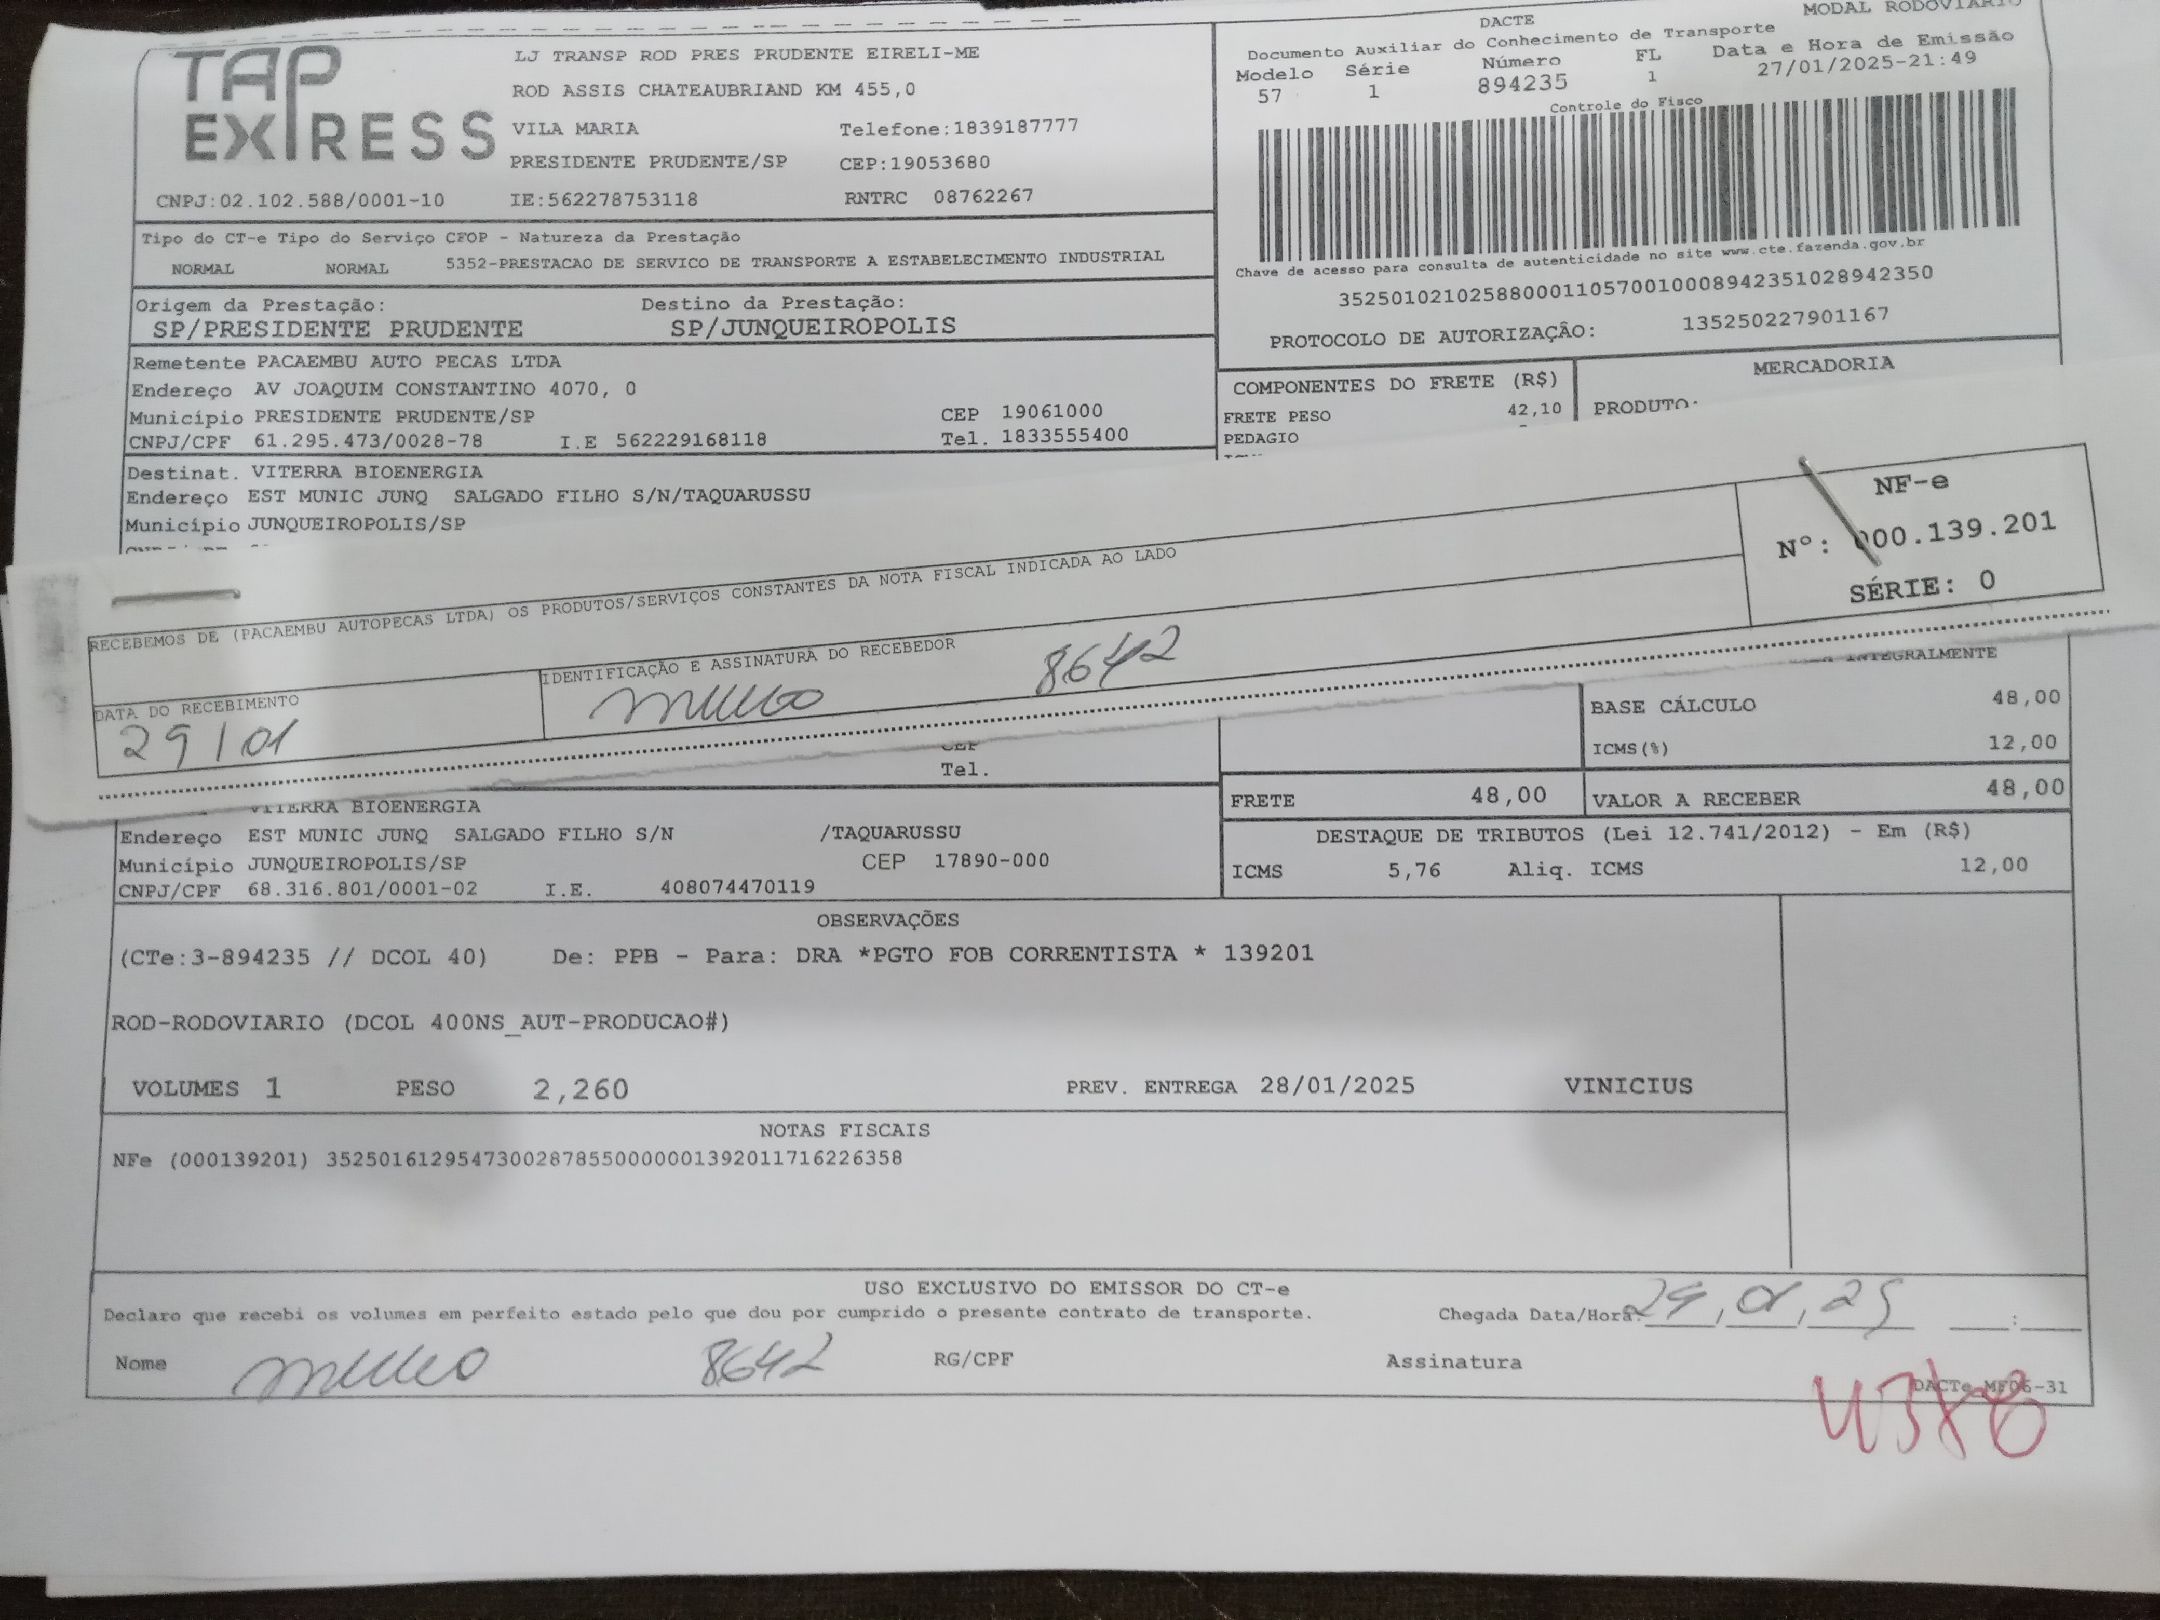 TAP EXPRESS
LJ TRANSP ROD PRES PRUDENTE EIRELI-ME
ROD ASSIS CHATEAUBRIAND KM 455,0
VILA MARIA Telefone:1839187777
PRESIDENTE PRUDENTE/SP CEP:19053680
CNPJ:02.102.588/0001-10 IE:562278753118 RNTRC 08762267
MODAL RODOVIARIO
DACTE
Documento Auxiliar do Conhecimento de Transporte
Modelo Série Número FL Data e Hora de Emissão
57 1 894235 1 27/01/2025-21:49
Controle do Fisco
Chave de acesso para consulta de autenticidade no site www.cte.fazenda.gov.br
35250102102588000110570010008942351028942350
PROTOCOLO DE AUTORIZAÇÃO: 135250227901167
Tipo do CT-e Tipo do Serviço CFOP - Natureza da Prestação
NORMAL NORMAL 5352-PRESTACAO DE SERVICO DE TRANSPORTE A ESTABELECIMENTO INDUSTRIAL
Origem da Prestação: Destino da Prestação:
SP/PRESIDENTE PRUDENTE SP/JUNQUEIROPOLIS
Remetente PACAEMBU AUTO PECAS LTDA
Endereço AV JOAQUIM CONSTANTINO 4070, 0
Município PRESIDENTE PRUDENTE/SP CEP 19061000
CNPJ/CPF 61.295.473/0028-78 I.E 562229168118 Tel. 1833555400
COMPONENTES DO FRETE (R$) MERCADORIA
FRETE PESO 42,10 PRODUTO:
PEDAGIO
Destinat. VITERRA BIOENERGIA
Endereço EST MUNIC JUNQ SALGADO FILHO S/N/TAQUARUSSU
Município JUNQUEIROPOLIS/SP
RECEBEMOS DE (PACAEMBU AUTOPECAS LTDA) OS PRODUTOS/SERVIÇOS CONSTANTES DA NOTA FISCAL INDICADA AO LADO
NF-e
Nº: 000.139.201
SÉRIE: 0
DATA DO RECEBIMENTO IDENTIFICAÇÃO E ASSINATURA DO RECEBEDOR
29/01 8642
INTEGRALMENTE
BASE CÁLCULO 48,00
ICMS(%) 12,00
CEP
Tel.
FRETE 48,00 VALOR A RECEBER 48,00
VITERRA BIOENERGIA
Endereço EST MUNIC JUNQ SALGADO FILHO S/N /TAQUARUSSU
Município JUNQUEIROPOLIS/SP CEP 17890-000
CNPJ/CPF 68.316.801/0001-02 I.E. 408074470119
DESTAQUE DE TRIBUTOS (Lei 12.741/2012) - Em (R$)
ICMS 5,76 Aliq. ICMS 12,00
OBSERVAÇÕES
(CTe:3-894235 // DCOL 40) De: PPB - Para: DRA *PGTO FOB CORRENTISTA * 139201
ROD-RODOVIARIO (DCOL 400NS_AUT-PRODUCAO#)
VOLUMES 1 PESO 2,260 PREV. ENTREGA 28/01/2025 VINICIUS
NOTAS FISCAIS
NFe (000139201) 35250161295473002878550000001392011716226358
USO EXCLUSIVO DO EMISSOR DO CT-e
Declaro que recebi os volumes em perfeito estado pelo que dou por cumprido o presente contrato de transporte. Chegada Data/Hora: 29,01,25 :
Nome 8642 RG/CPF Assinatura
DACTe_MF06-31